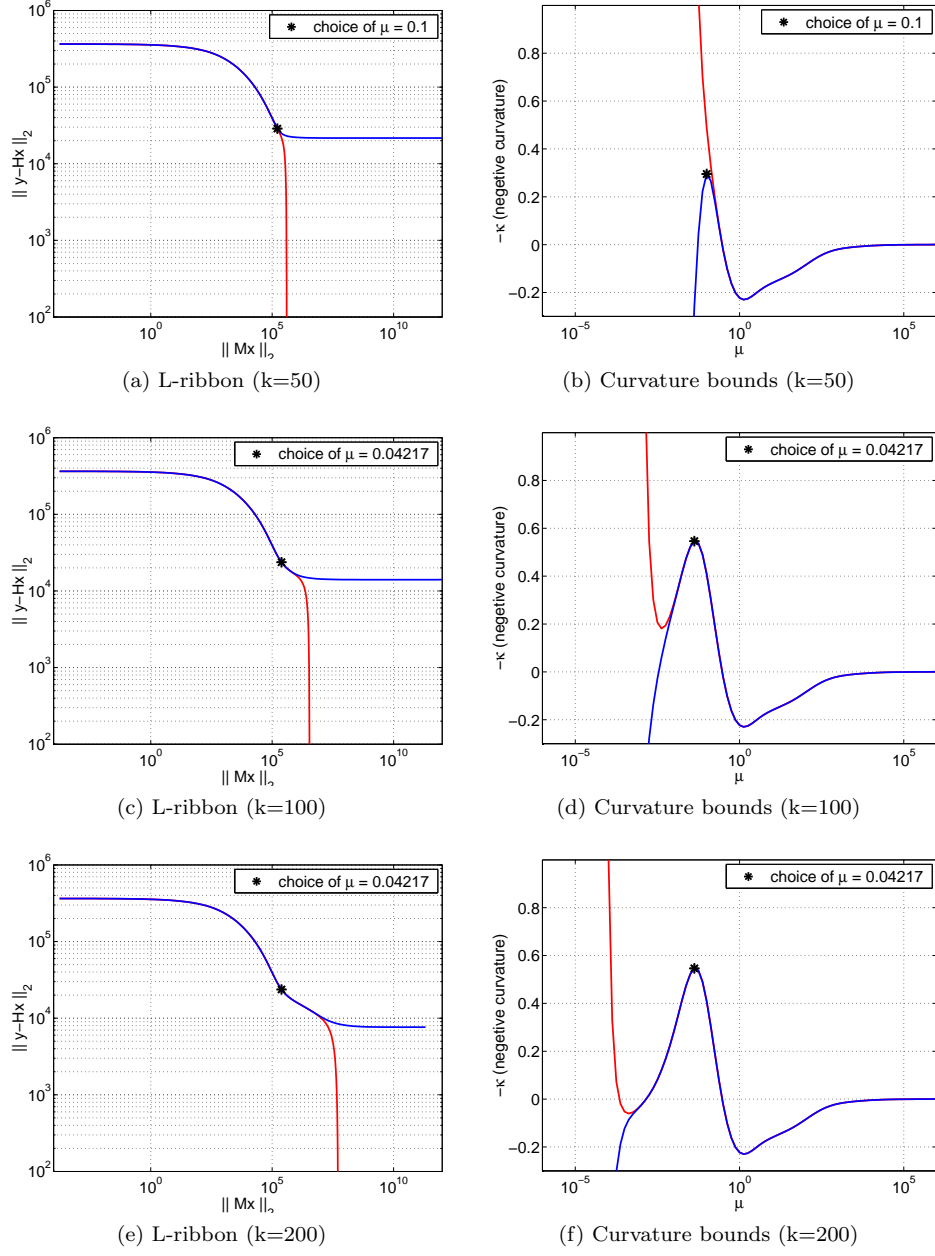 10^6
10^5
10^4
10^3
10^2
|| y−Hx ||_2
choice of μ = 0.1
10^0
10^5
10^10
|| Mx ||_2
(a) L-ribbon (k=50)
0.8
0.6
0.4
0.2
0
−0.2
−κ (negetive curvature)
choice of μ = 0.1
10^−5
10^0
10^5
μ
(b) Curvature bounds (k=50)
10^6
10^5
10^4
10^3
10^2
|| y−Hx ||_2
choice of μ = 0.04217
10^0
10^5
10^10
|| Mx ||_2
(c) L-ribbon (k=100)
0.8
0.6
0.4
0.2
0
−0.2
−κ (negetive curvature)
choice of μ = 0.04217
10^−5
10^0
10^5
μ
(d) Curvature bounds (k=100)
10^6
10^5
10^4
10^3
10^2
|| y−Hx ||_2
choice of μ = 0.04217
10^0
10^5
10^10
|| Mx ||_2
(e) L-ribbon (k=200)
0.8
0.6
0.4
0.2
0
−0.2
−κ (negetive curvature)
choice of μ = 0.04217
10^−5
10^0
10^5
μ
(f) Curvature bounds (k=200)